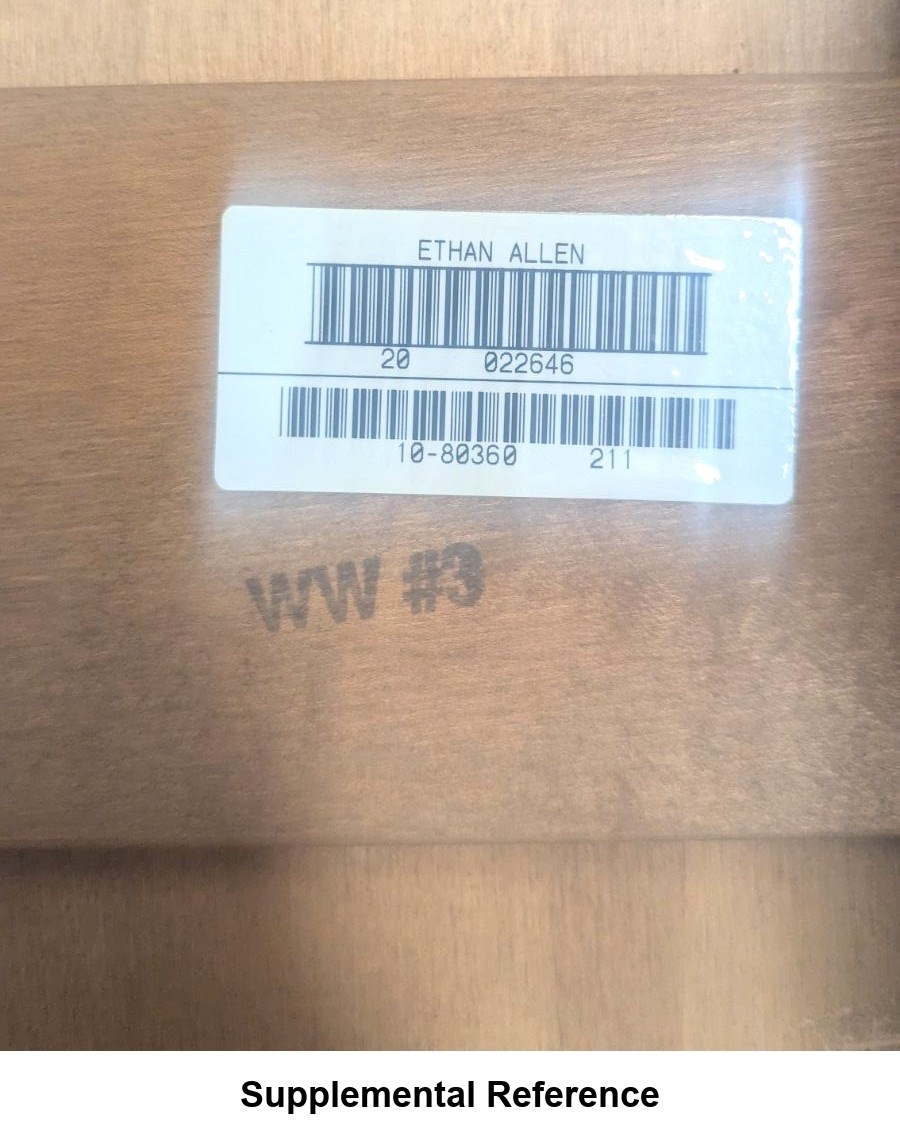 ETHAN ALLEN
20 022646
10-80360 211
WW #3
Supplemental Reference